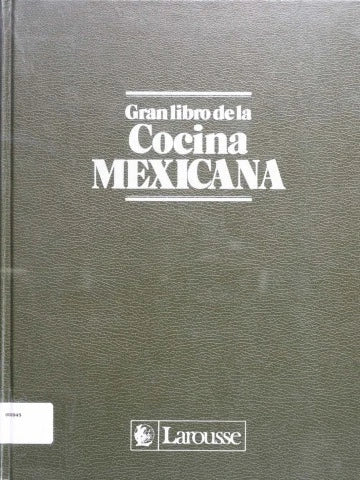 Gran libro de la
Cocina
MEXICANA
Larousse